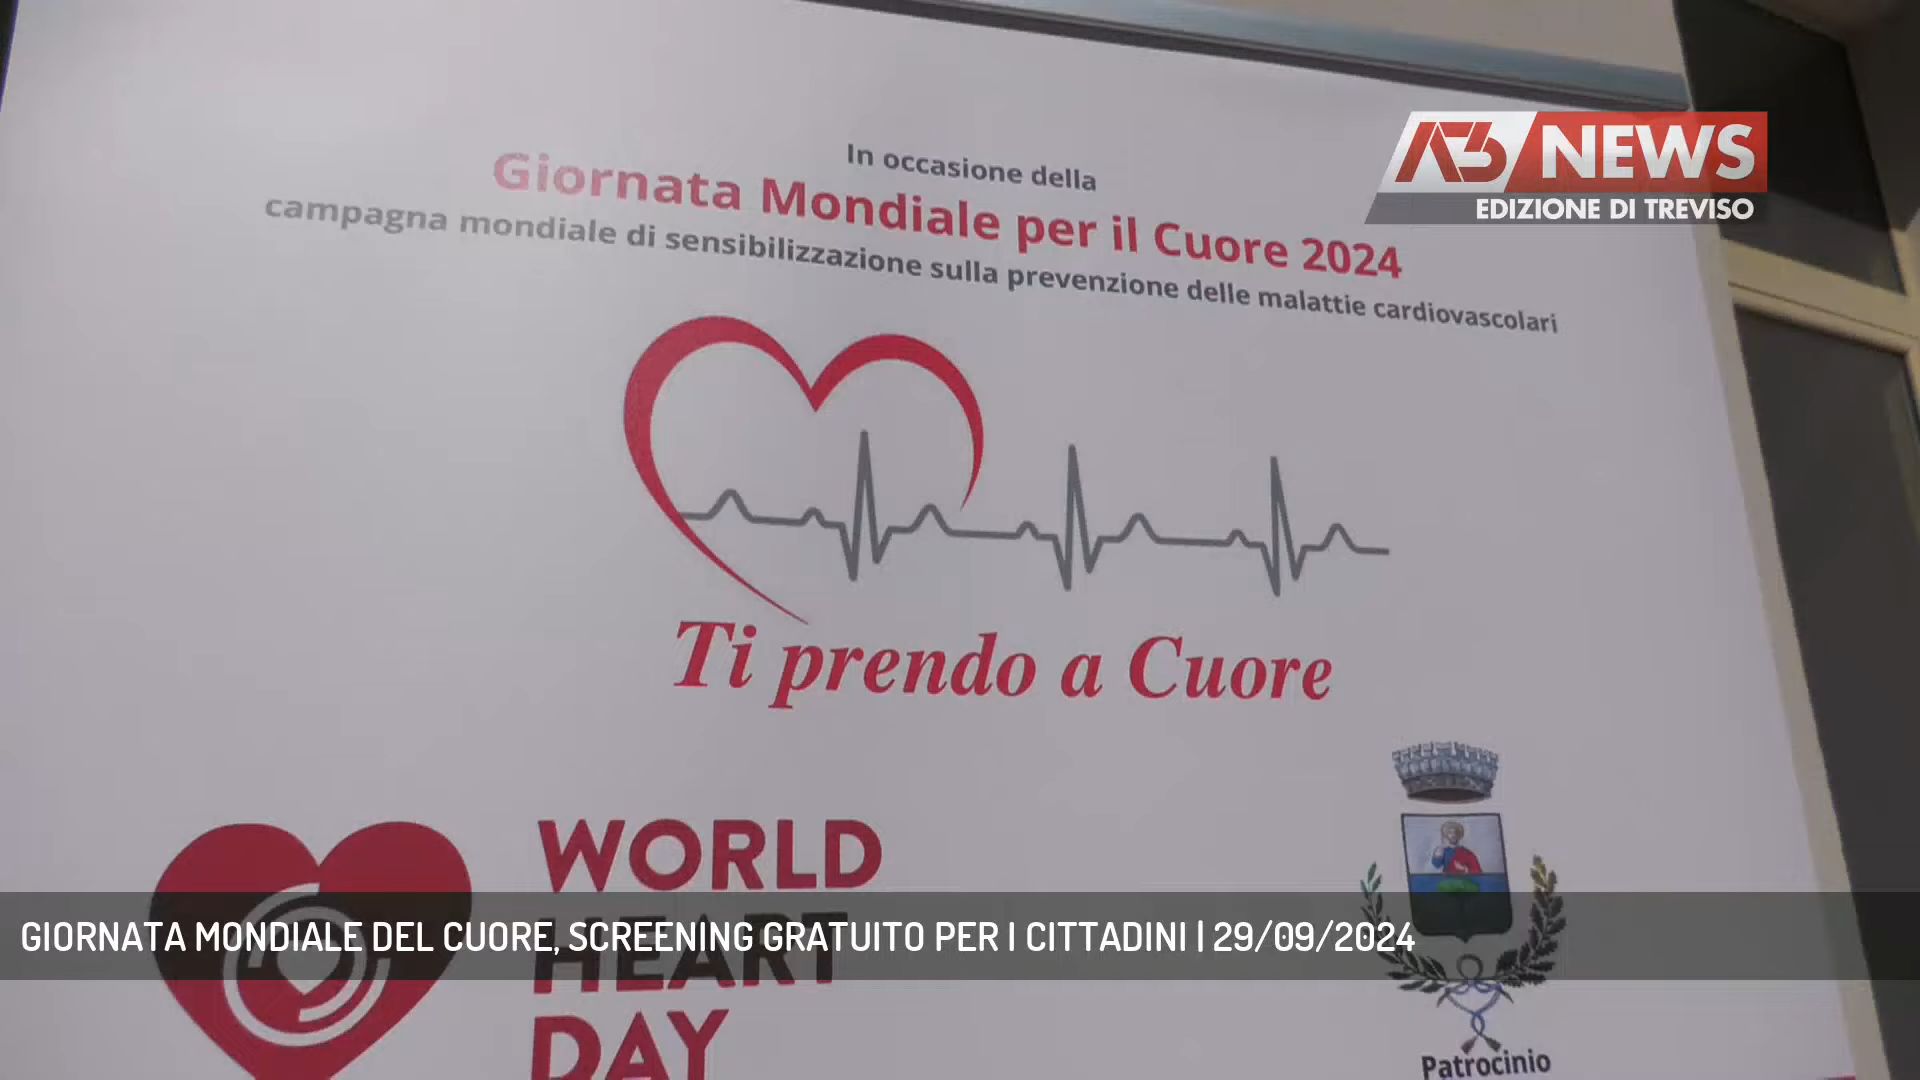 In occasione della
Giornata Mondiale per il Cuore 2024
campagna mondiale di sensibilizzazione sulla prevenzione delle malattie cardiovascolari
A3 NEWS
EDIZIONE DI TREVISO
Ti prendo a Cuore
WORLD
HEART
DAY
GIORNATA MONDIALE DEL CUORE, SCREENING GRATUITO PER I CITTADINI | 29/09/2024
Patrocinio